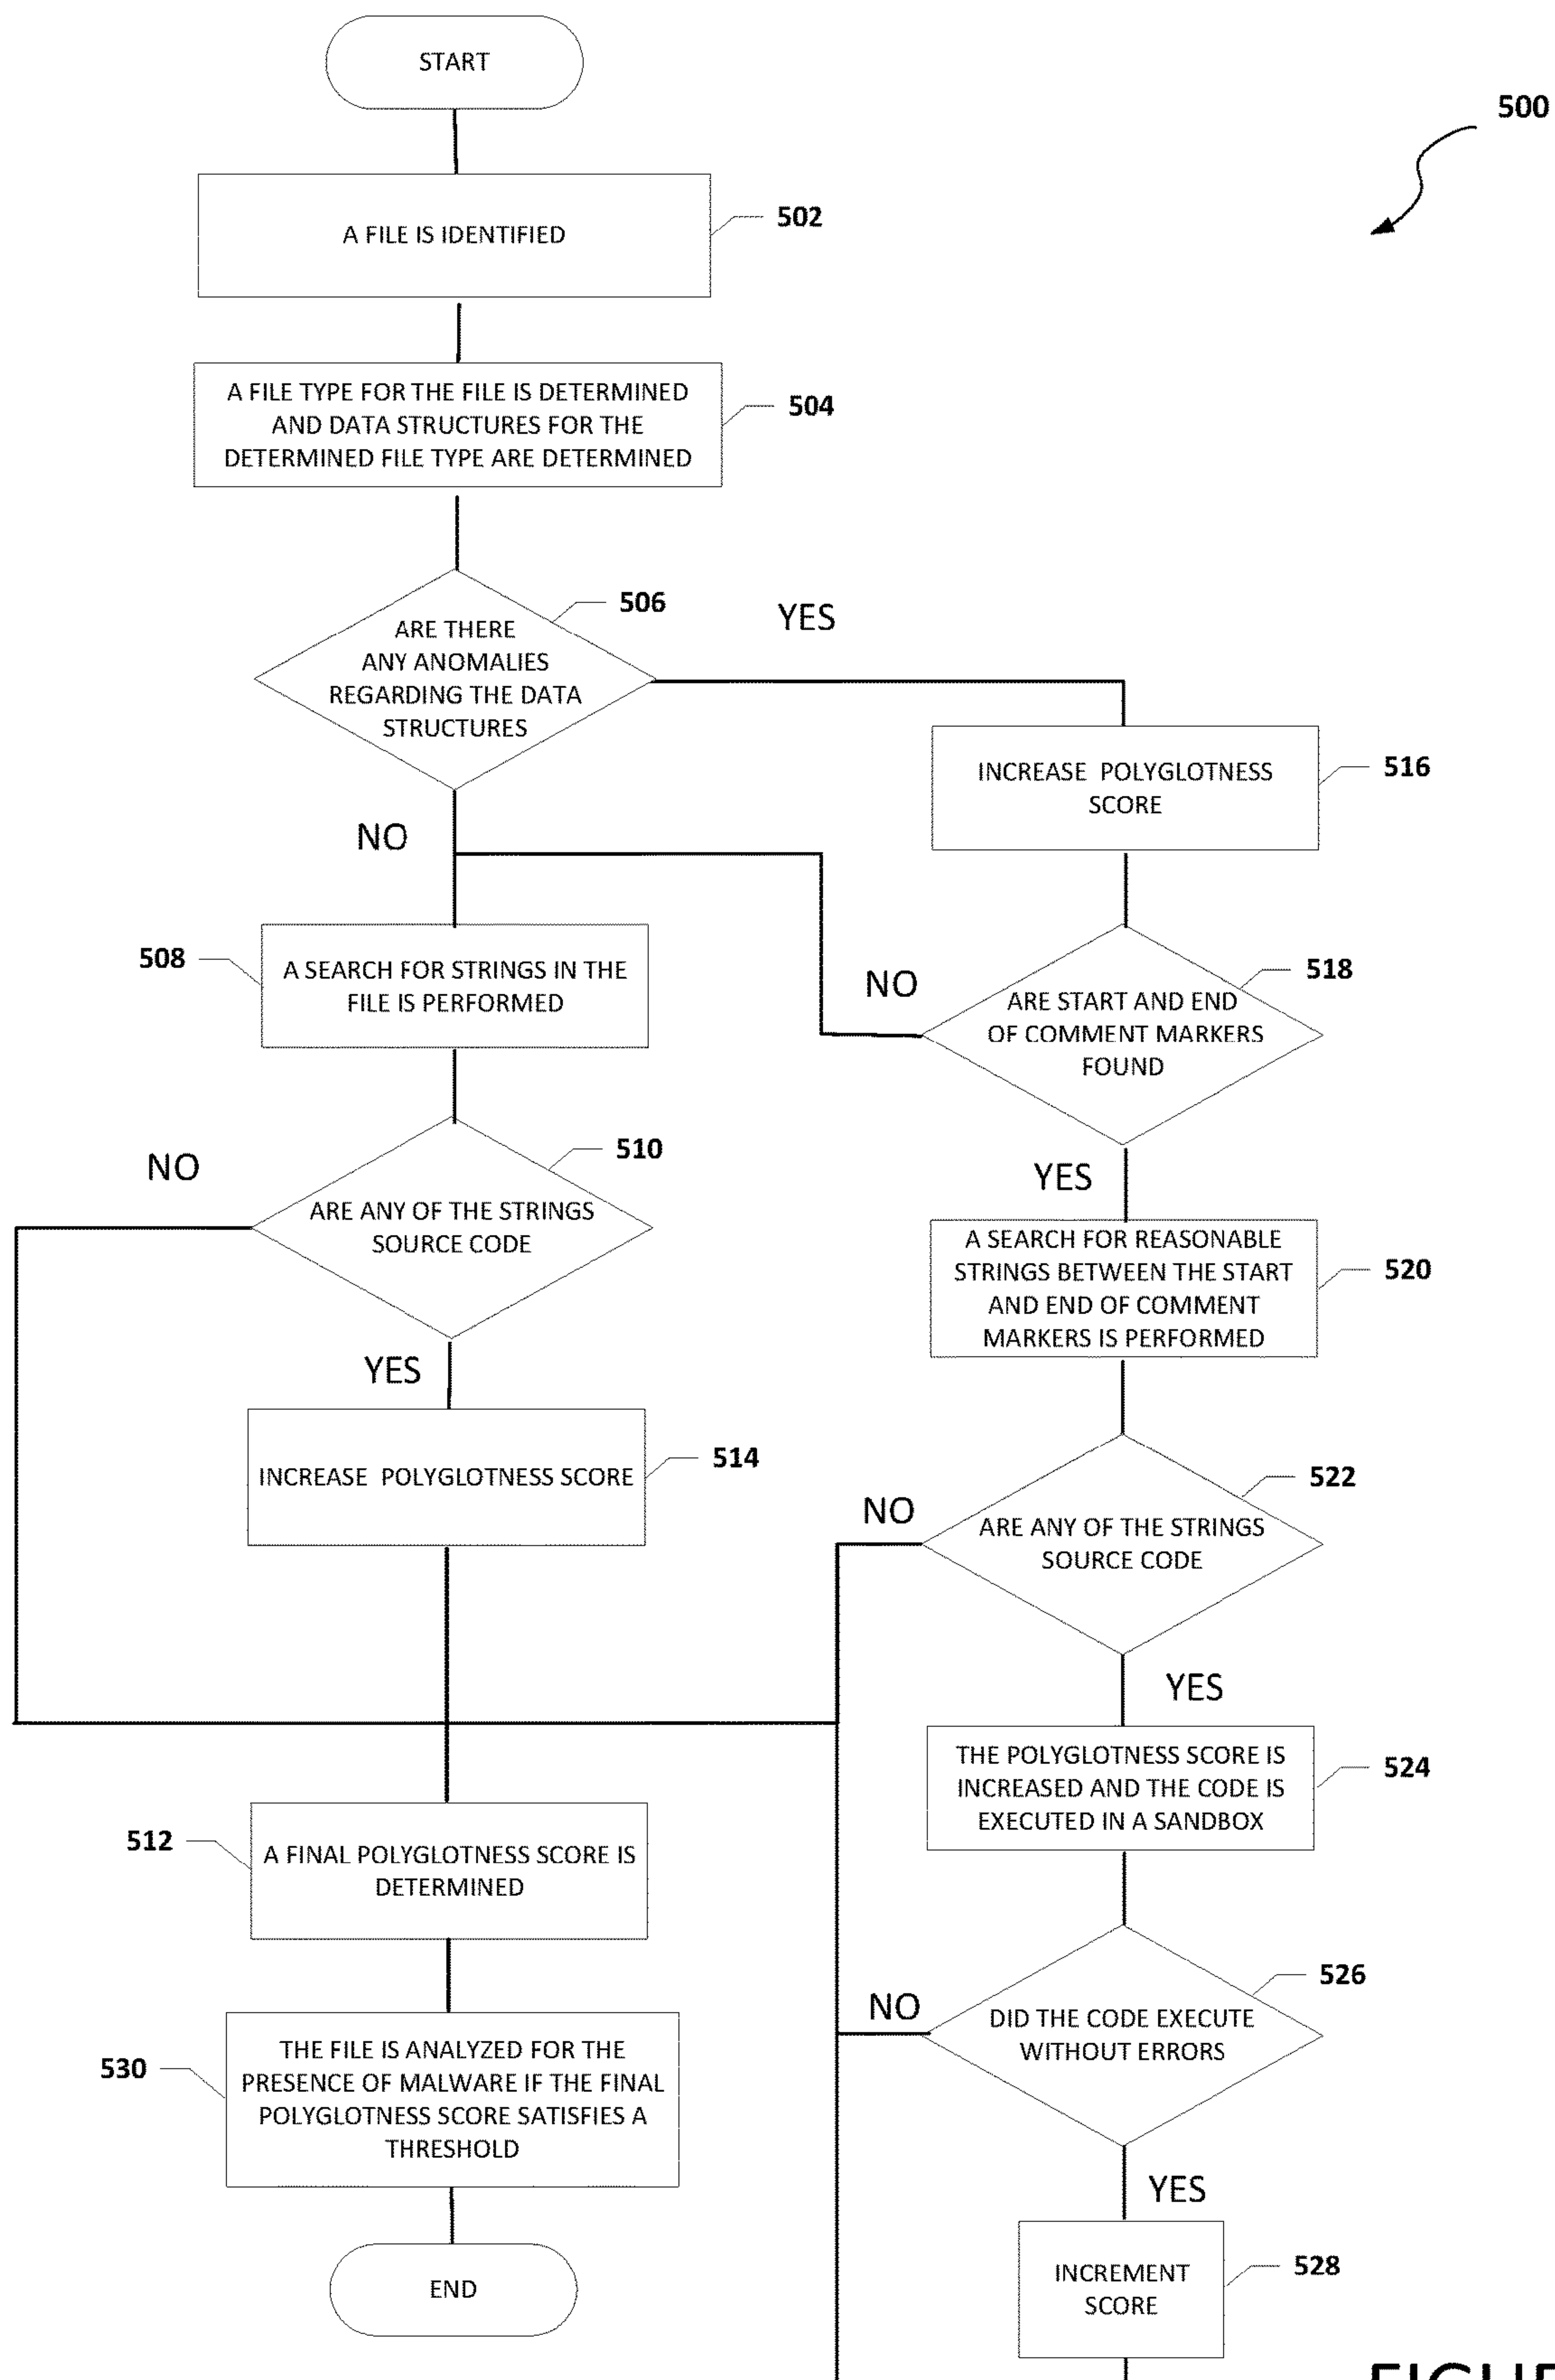 START
500
A FILE IS IDENTIFIED
502
A FILE TYPE FOR THE FILE IS DETERMINED
AND DATA STRUCTURES FOR THE
DETERMINED FILE TYPE ARE DETERMINED
504
ARE THERE
ANY ANOMALIES
REGARDING THE DATA
STRUCTURES
506
YES
NO
INCREASE POLYGLOTNESS
SCORE
516
508
A SEARCH FOR STRINGS IN THE
FILE IS PERFORMED
NO
ARE START AND END
OF COMMENT MARKERS
FOUND
518
YES
NO
ARE ANY OF THE STRINGS
SOURCE CODE
510
YES
A SEARCH FOR REASONABLE
STRINGS BETWEEN THE START
AND END OF COMMENT
MARKERS IS PERFORMED
520
INCREASE POLYGLOTNESS SCORE
514
NO
ARE ANY OF THE STRINGS
SOURCE CODE
522
YES
THE POLYGLOTNESS SCORE IS
INCREASED AND THE CODE IS
EXECUTED IN A SANDBOX
524
512
A FINAL POLYGLOTNESS SCORE IS
DETERMINED
NO
DID THE CODE EXECUTE
WITHOUT ERRORS
526
YES
530
THE FILE IS ANALYZED FOR THE
PRESENCE OF MALWARE IF THE FINAL
POLYGLOTNESS SCORE SATISFIES A
THRESHOLD
INCREMENT
SCORE
528
END